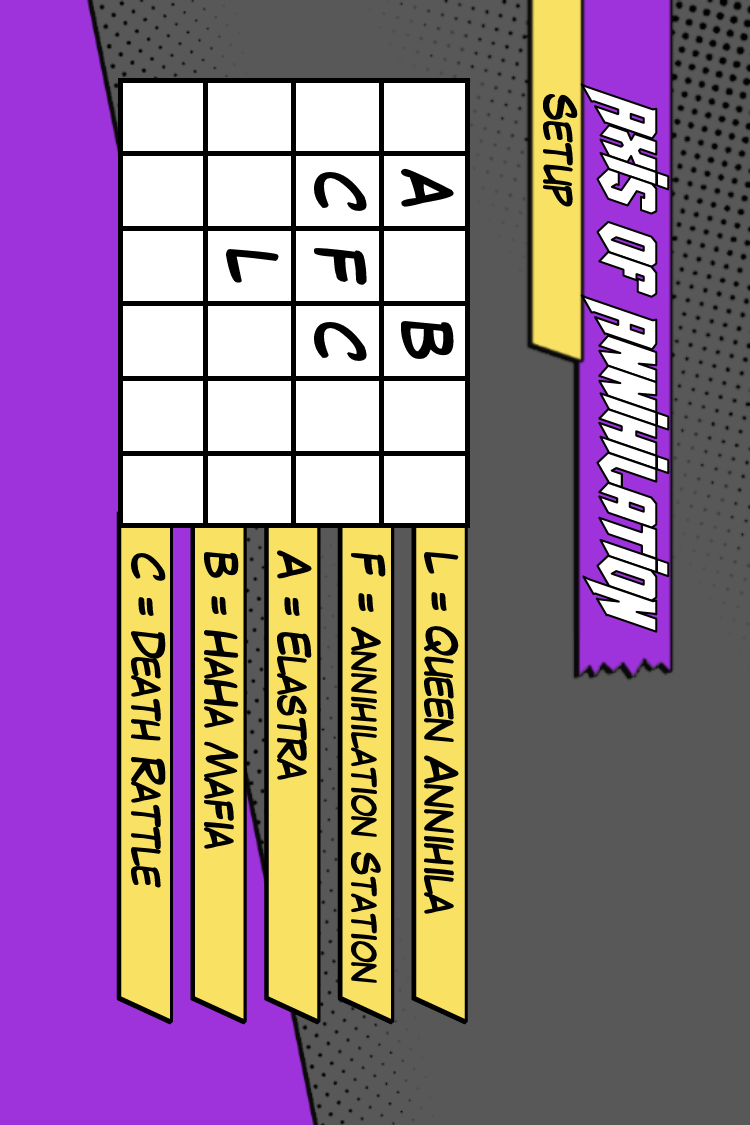 AXIS OF ANNIHILATION
SETUP
A B
C F C
L
L = QUEEN ANNIHILA
F = ANNIHILATION STATION
A = ELASTRA
B = HAHA MAFIA
C = DEATH RATTLE